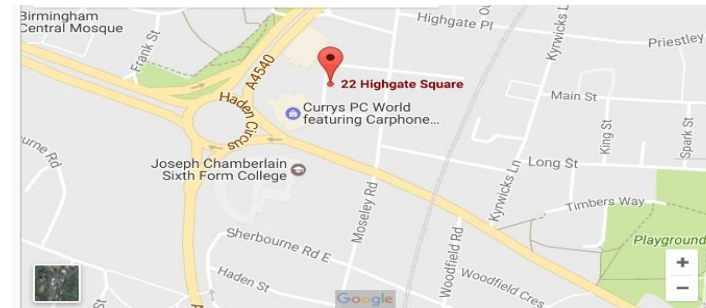 Birmingham
Central Mosque
Frank St
A4540
Haden Circus
Highgate Pl
Kyrwicks Ln
Priestley
22 Highgate Square
Currys PC World
featuring Carphone...
Main St
King St
Spark St
Joseph Chamberlain
Sixth Form College
Long St
Kyrwicks Ln
Timbers Way
Moseley Rd
Playground
Sherbourne Rd E
Haden St
Woodfield Rd
Woodfield Cres
Google
+
−